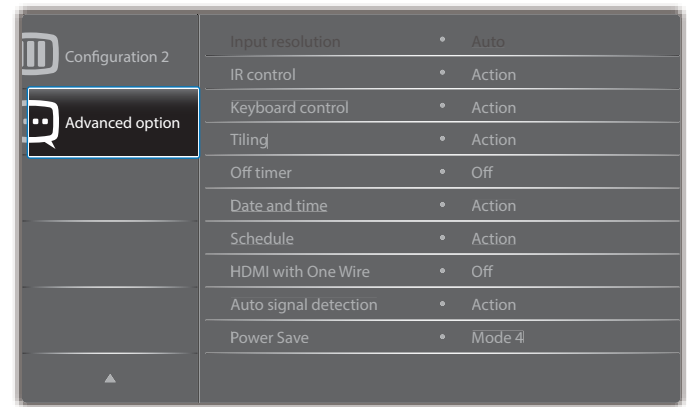 Configuration 2
Advanced option
Input resolution • Auto
IR control • Action
Keyboard control • Action
Tiling • Action
Off timer • Off
Date and time • Action
Schedule • Action
HDMI with One Wire • Off
Auto signal detection • Action
Power Save • Mode 4